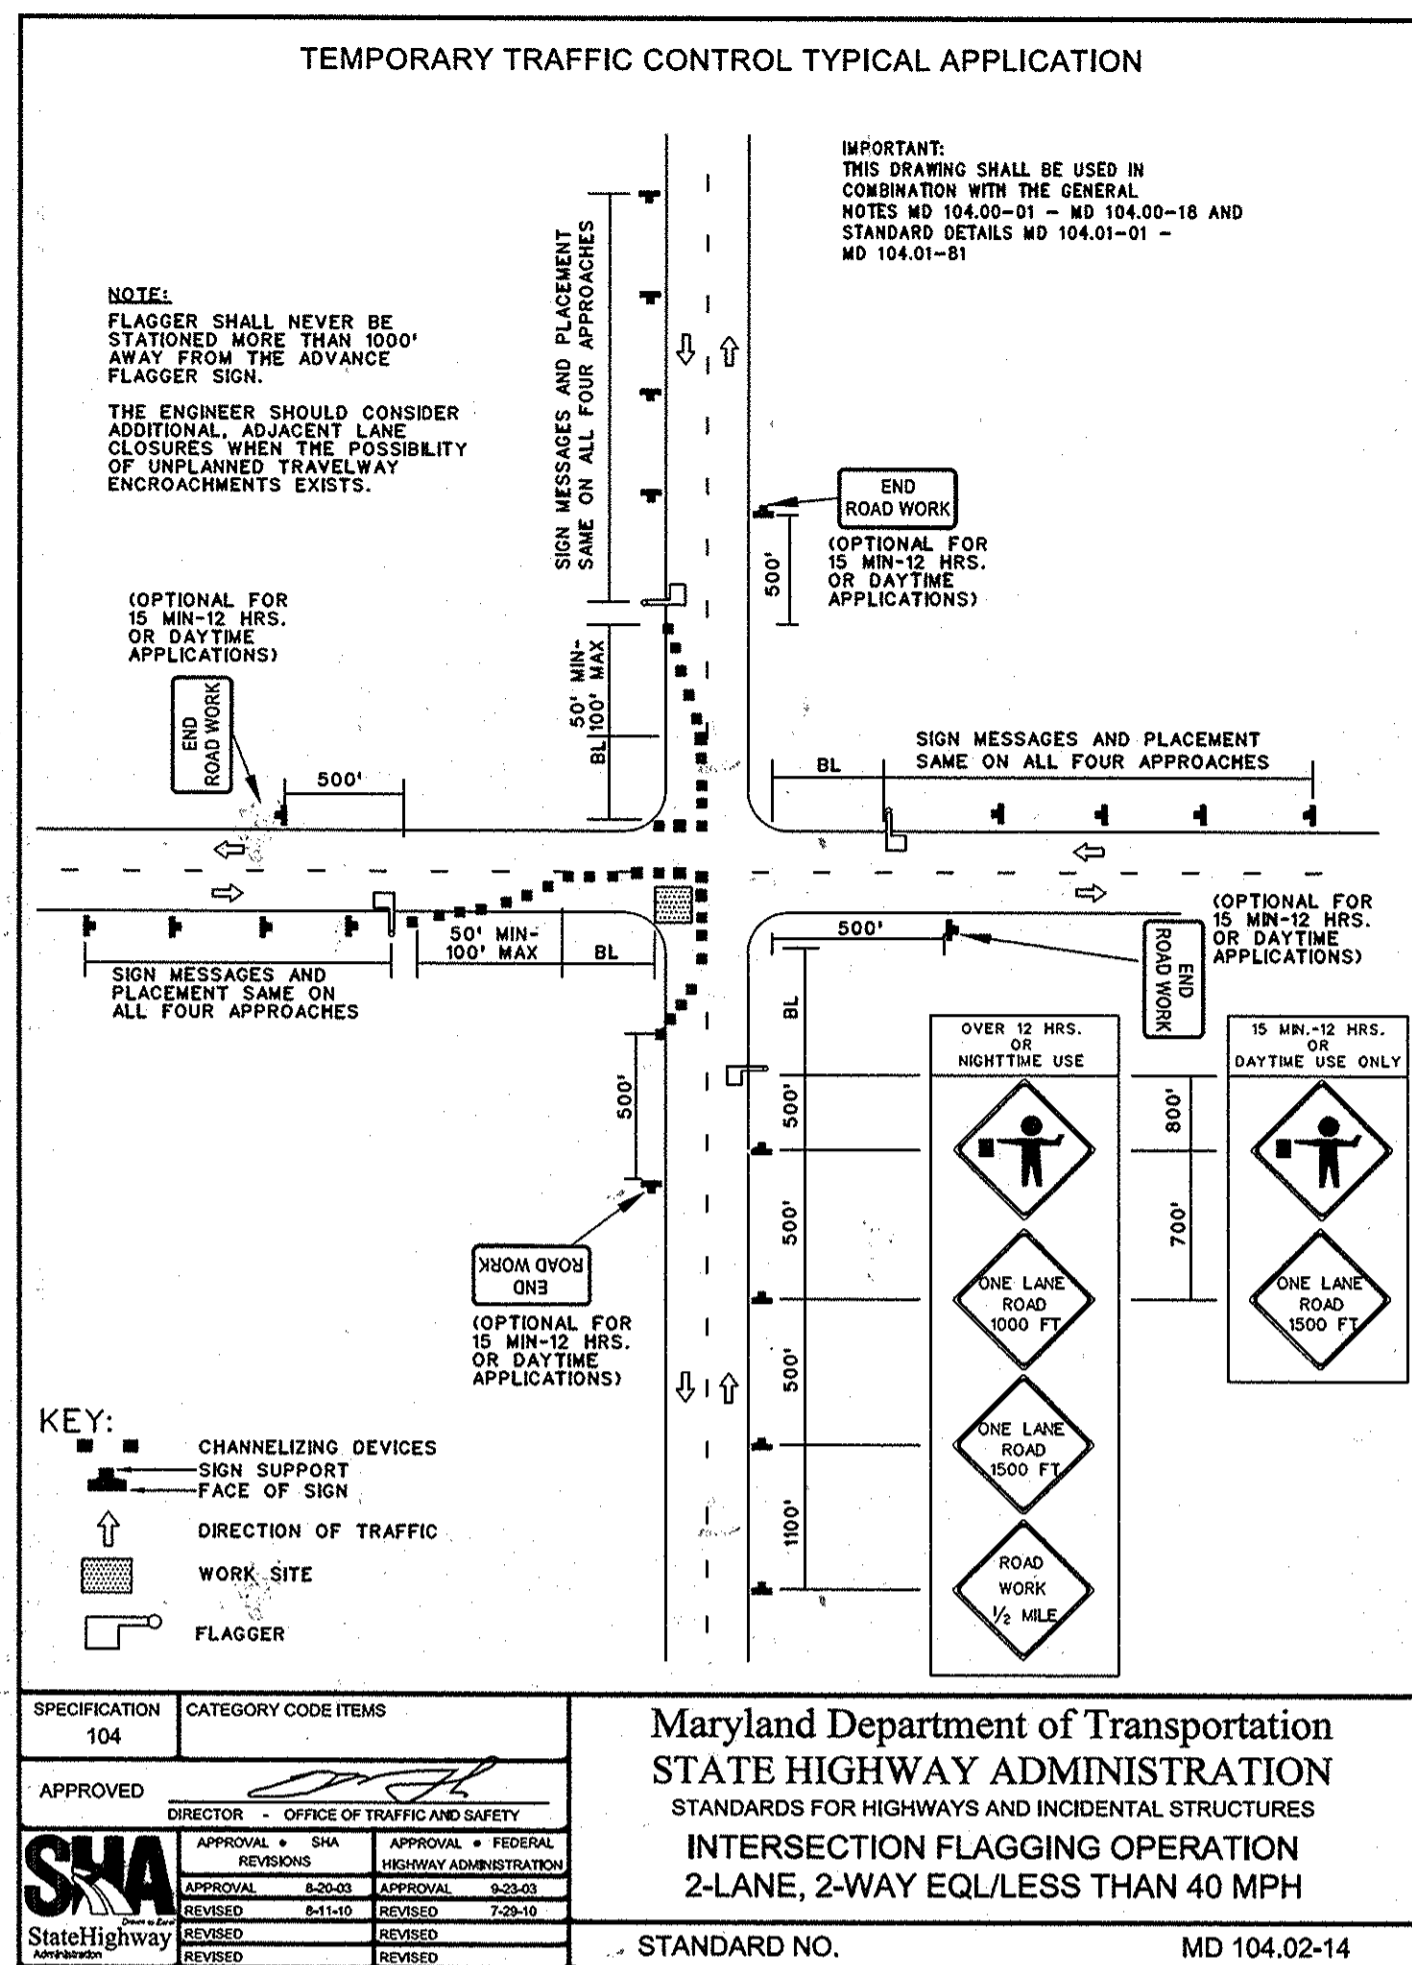 TEMPORARY TRAFFIC CONTROL TYPICAL APPLICATION
IMPORTANT:
THIS DRAWING SHALL BE USED IN
COMBINATION WITH THE GENERAL
NOTES MD 104.00-01 - MD 104.00-18 AND
STANDARD DETAILS MD 104.01-01 -
MD 104.01-81
NOTE:
FLAGGER SHALL NEVER BE
STATIONED MORE THAN 1000'
AWAY FROM THE ADVANCE
FLAGGER SIGN.
THE ENGINEER SHOULD CONSIDER
ADDITIONAL, ADJACENT LANE
CLOSURES WHEN THE POSSIBILITY
OF UNPLANNED TRAVELWAY
ENCROACHMENTS EXISTS.
SIGN MESSAGES AND PLACEMENT
SAME ON ALL FOUR APPROACHES
END
ROAD WORK
(OPTIONAL FOR
15 MIN-12 HRS.
OR DAYTIME
APPLICATIONS)
500'
(OPTIONAL FOR
15 MIN-12 HRS.
OR DAYTIME
APPLICATIONS)
END
ROAD WORK
500'
50' MIN-
100' MAX
BL
SIGN MESSAGES AND PLACEMENT
SAME ON ALL FOUR APPROACHES
BL
50' MIN-
100' MAX
BL
SIGN MESSAGES AND
PLACEMENT SAME ON
ALL FOUR APPROACHES
500'
(OPTIONAL FOR
15 MIN-12 HRS.
OR DAYTIME
APPLICATIONS)
END
ROAD WORK
500'
END
ROAD WORK
(OPTIONAL FOR
15 MIN-12 HRS.
OR DAYTIME
APPLICATIONS)
BL
500'
500'
500'
1100'
OVER 12 HRS.
OR
NIGHTTIME USE
ONE LANE
ROAD
1000 FT
ONE LANE
ROAD
1500 FT
ROAD
WORK
1/2 MILE
800'
700'
15 MIN.-12 HRS.
OR
DAYTIME USE ONLY
ONE LANE
ROAD
1500 FT
KEY:
CHANNELIZING DEVICES
SIGN SUPPORT
FACE OF SIGN
DIRECTION OF TRAFFIC
WORK SITE
FLAGGER
SPECIFICATION
104
CATEGORY CODE ITEMS
APPROVED
DIRECTOR - OFFICE OF TRAFFIC AND SAFETY
SHA
StateHighway
Administration
APPROVAL • SHA
REVISIONS
APPROVAL • FEDERAL
HIGHWAY ADMINISTRATION
APPROVAL 8-20-03 APPROVAL 9-23-03
REVISED 8-11-10 REVISED 7-29-10
REVISED REVISED
REVISED REVISED
Maryland Department of Transportation
STATE HIGHWAY ADMINISTRATION
STANDARDS FOR HIGHWAYS AND INCIDENTAL STRUCTURES
INTERSECTION FLAGGING OPERATION
2-LANE, 2-WAY EQL/LESS THAN 40 MPH
STANDARD NO. MD 104.02-14